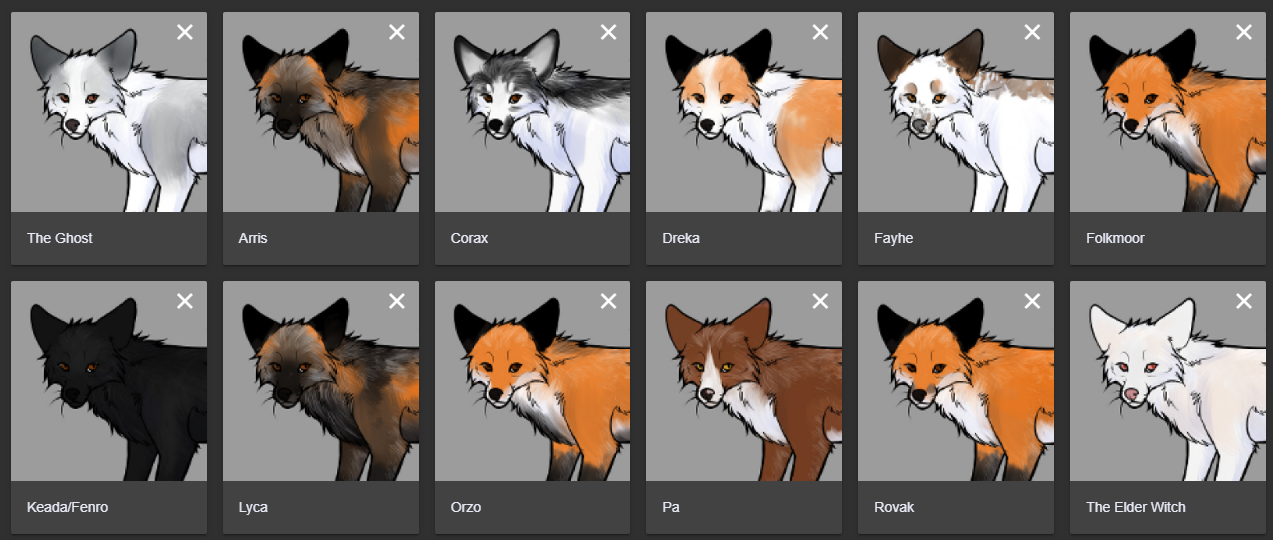 The Ghost
Arris
Corax
Dreka
Fayhe
Folkmoor
Keada/Fenro
Lyca
Orzo
Pa
Rovak
The Elder Witch